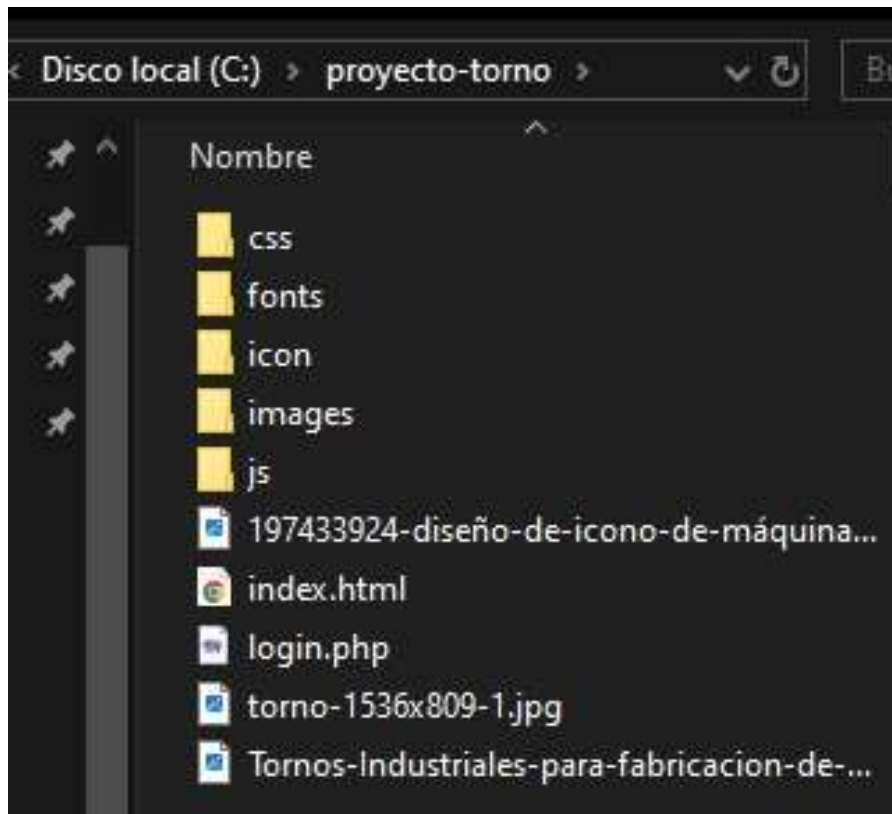 Disco local (C:) > proyecto-torno >
Nombre
css
fonts
icon
images
js
197433924-diseño-de-icono-de-máquina...
index.html
login.php
torno-1536x809-1.jpg
Tornos-Industriales-para-fabricacion-de-...